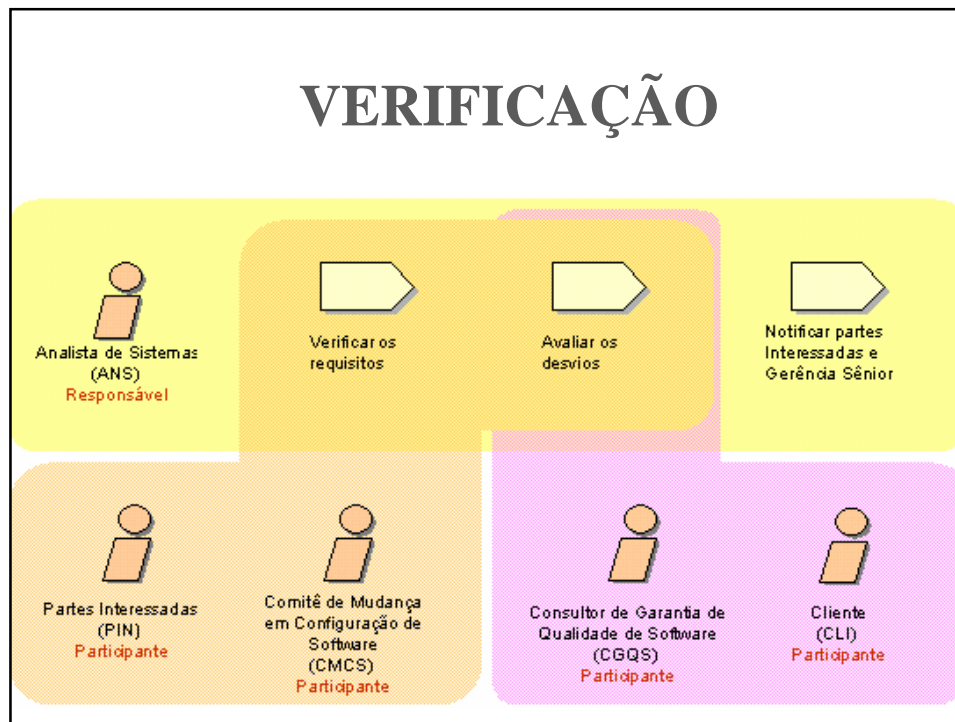 VERIFICAÇÃO
Analista de Sistemas
(ANS)
Responsável
Verificar os
requisitos
Avaliar os
desvios
Notificar partes
Interessadas e
Gerência Sênior
Partes Interessadas
(PIN)
Participante
Comitê de Mudança
em Configuração de
Software
(CMCS)
Participante
Consultor de Garantia de
Qualidade de Software
(CGQS)
Participante
Cliente
(CLI)
Participante